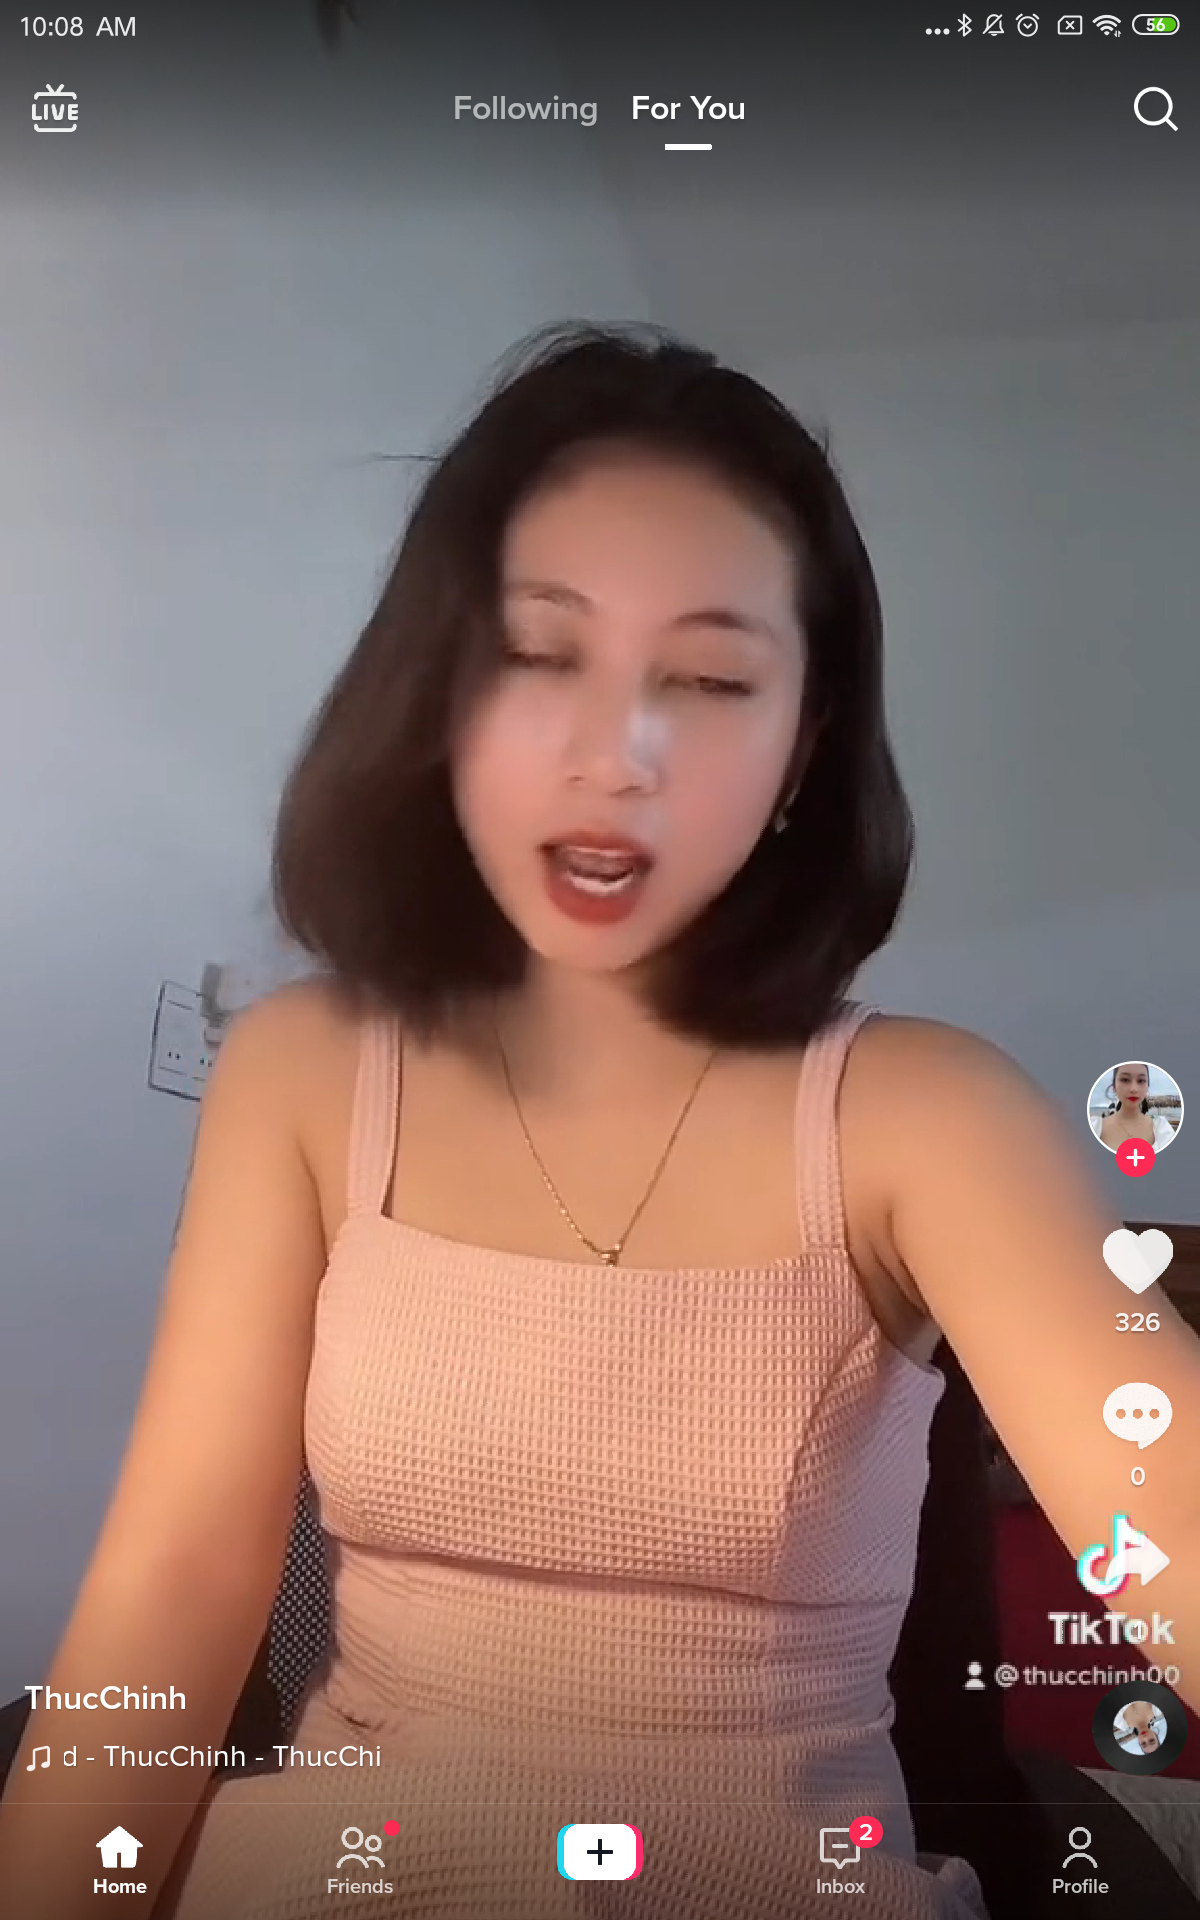 10:08 AM
56
LIVE
Following
For You
326
0
1
TikTok
@thucchinh00
ThucChinh
d - ThucChinh - ThucChi
2
Home
Friends
Inbox
Profile